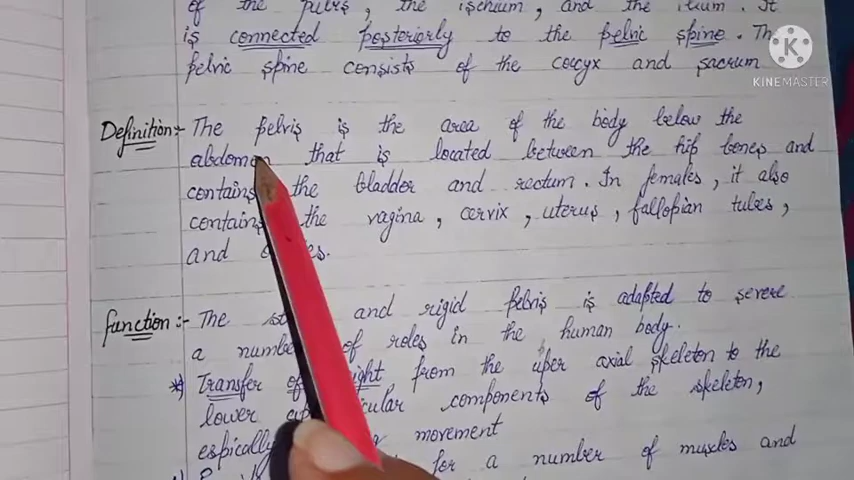 of the pubis, the ischium, and the ilium. It
is connected posteriorly to the pelvic spine. Th
pelvic spine consists of the coccyx and sacrum
KINEMASTER
Definition:- The pelvis is the area of the body below the
abdomen that is located between the hip bones and
contains the bladder and rectum. In females, it also
contains the vagina, cervix, uterus, fallopian tubes,
and
function:- The and rigid pelvis is adapted to severe
a number of roles in the human body.
*) Transfer of from the uper axial skeleton to the
lower components of the skeleton,
espically movement
for a number of muscles and